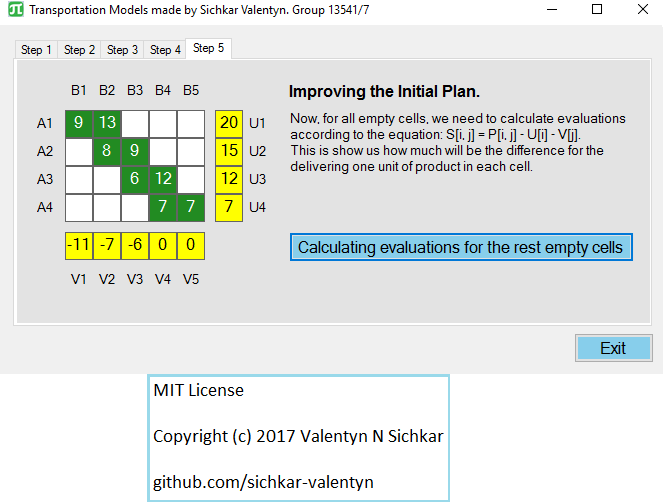 Transportation Models made by Sichkar Valentyn. Group 13541/7
Step 1 Step 2 Step 3 Step 4 Step 5
B1 B2 B3 B4 B5
A1 9 13 20 U1
A2 8 9 15 U2
A3 6 12 12 U3
A4 7 7 7 U4
-11 -7 -6 0 0
V1 V2 V3 V4 V5
Improving the Initial Plan.
Now, for all empty cells, we need to calculate evaluations
according to the equation: S[i, j] = P[i, j] - U[i] - V[j].
This is show us how much will be the difference for the
delivering one unit of product in each cell.
Calculating evaluations for the rest empty cells
Exit
MIT License
Copyright (c) 2017 Valentyn N Sichkar
github.com/sichkar-valentyn